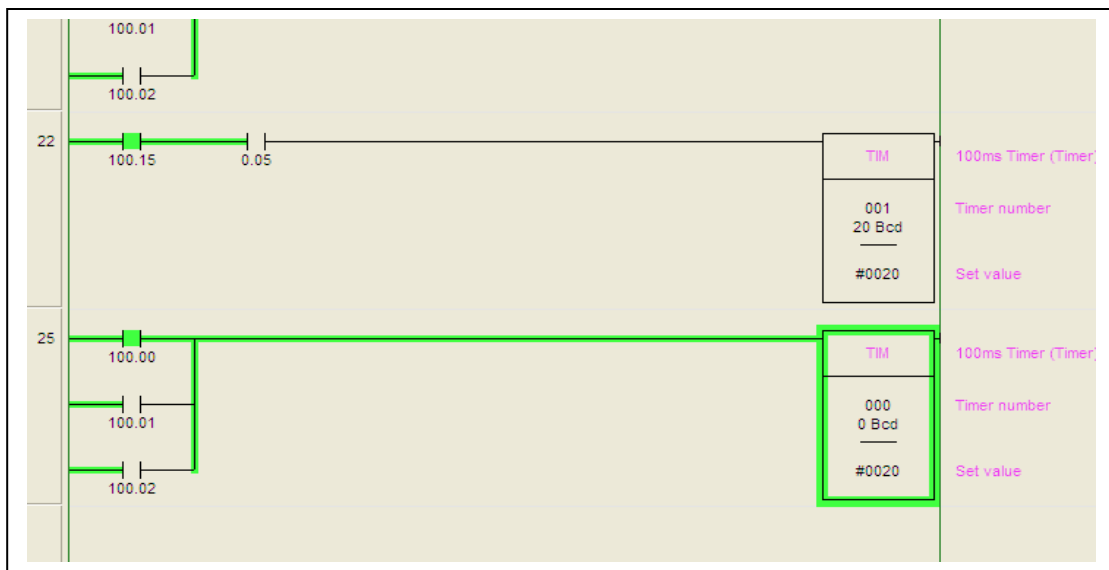 100.01
100.02
22
100.15 0.05
TIM 100ms Timer (Timer)
001 Timer number
20 Bcd
#0020 Set value
25
100.00
TIM 100ms Timer (Timer)
100.01
000 Timer number
0 Bcd
100.02
#0020 Set value